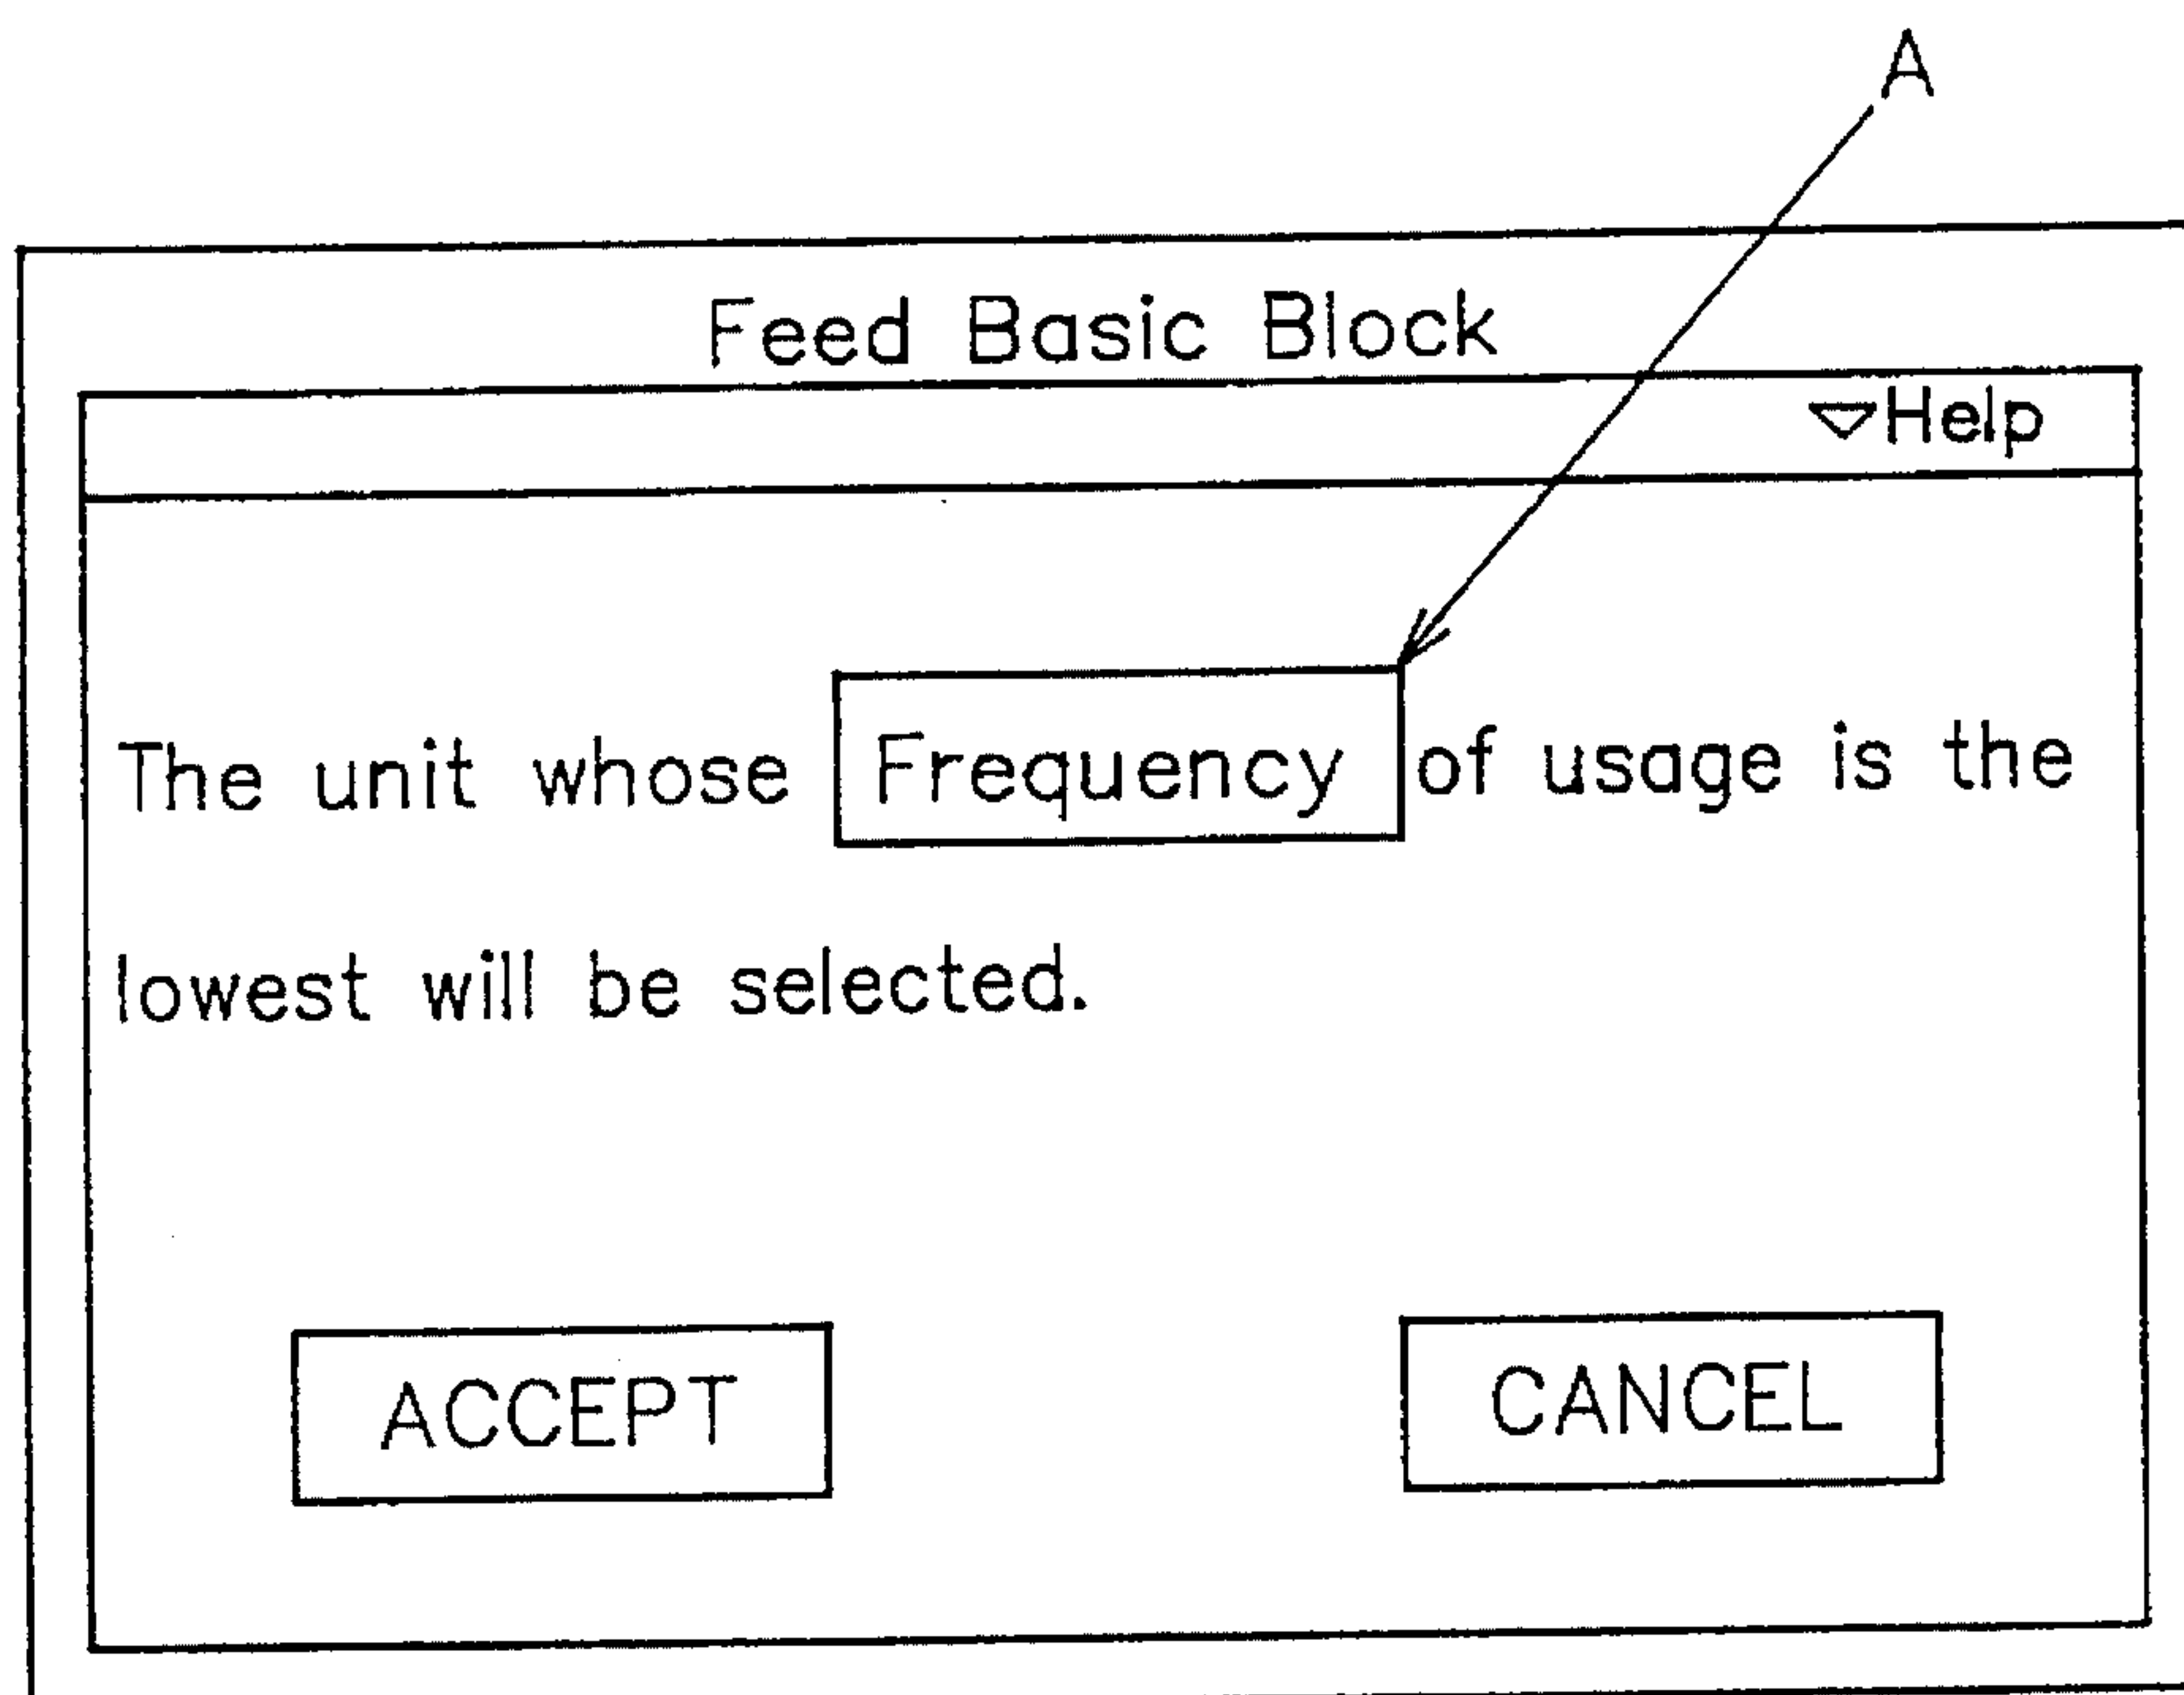 A
Feed Basic Block
▽Help
The unit whose Frequency of usage is the
lowest will be selected.
ACCEPT CANCEL